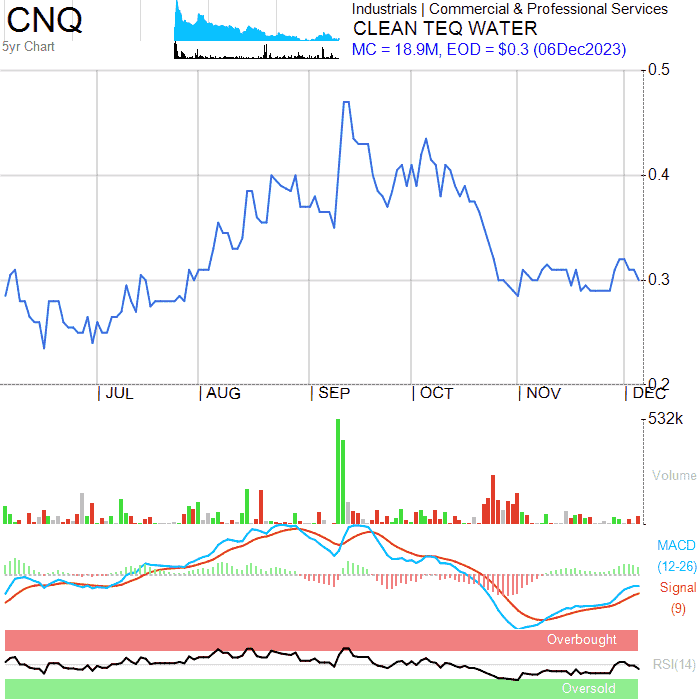 CNQ
5yr Chart
Industrials | Commercial & Professional Services
CLEAN TEQ WATER
MC = 18.9M, EOD = $0.3 (06Dec2023)
0.5
0.4
0.3
0.2
| JUL | AUG | SEP | OCT | NOV | DEC
532k
Volume
MACD
(12-26)
Signal
(9)
Overbought
RSI(14)
Oversold